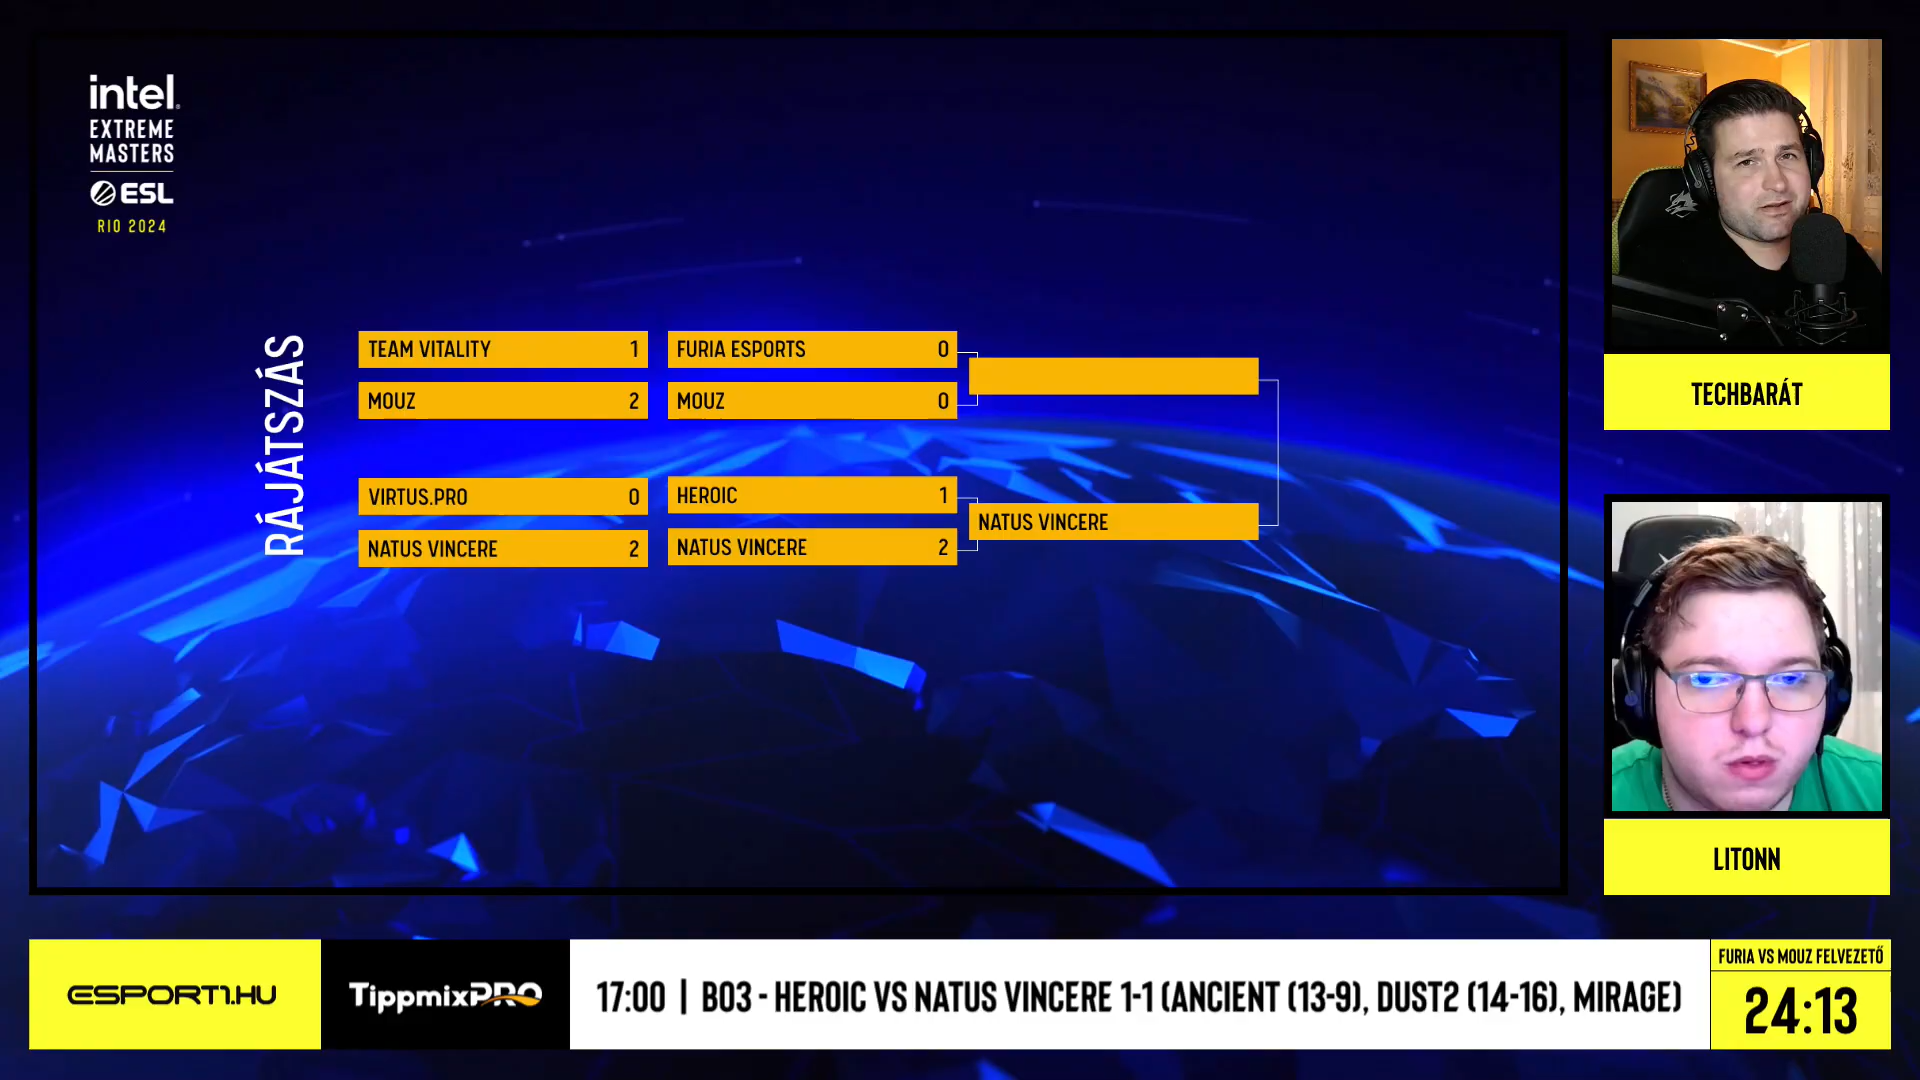 intel.
EXTREME
MASTERS
ESL
RIO 2024
RÁJÁTSZÁS
TEAM VITALITY 1
MOUZ 2
VIRTUS.PRO 0
NATUS VINCERE 2
FURIA ESPORTS 0
MOUZ 0
HEROIC 1
NATUS VINCERE 2
NATUS VINCERE
TECHBARÁT
LITONN
ESPORT1.HU
TippmixPRO
17:00 | BO3 - HEROIC VS NATUS VINCERE 1-1 (ANCIENT (13-9), DUST2 (14-16), MIRAGE)
FURIA VS MOUZ FELVEZETŐ
24:13